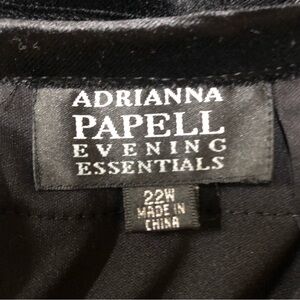 ADRIANNA
PAPELL
EVENING
ESSENTIALS
22W
MADE IN
CHINA